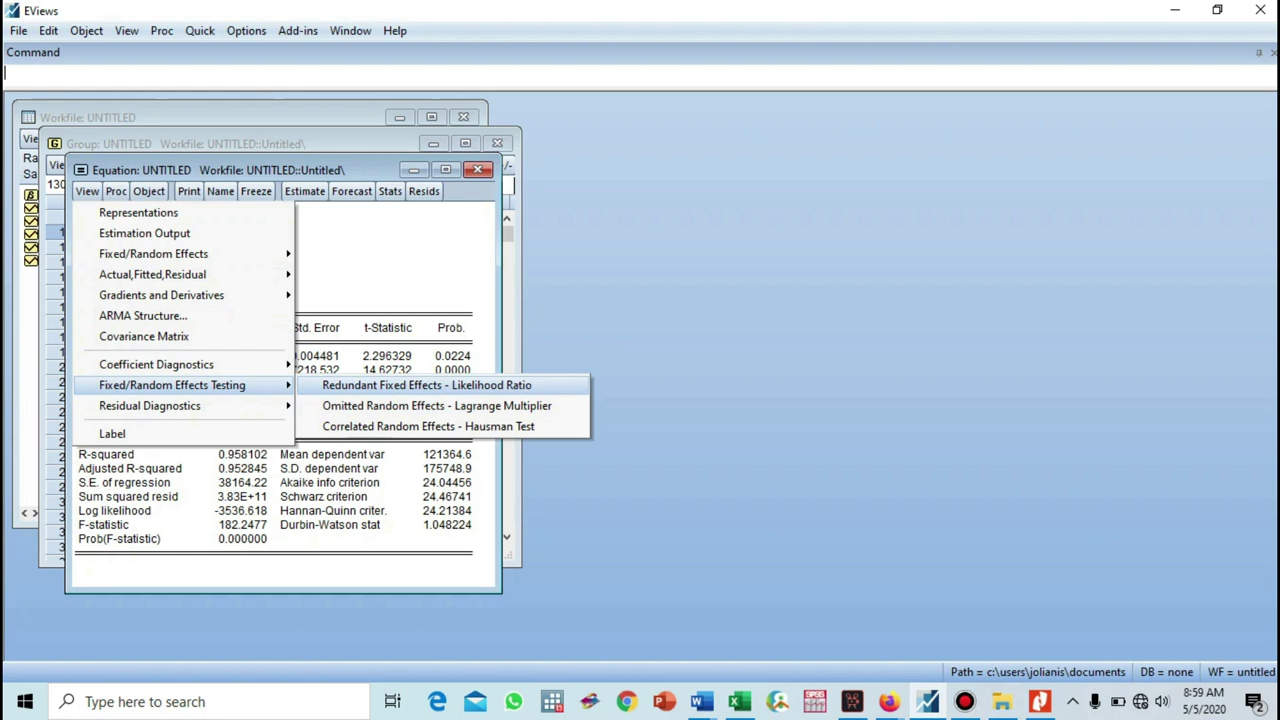 EViews
File Edit Object View Proc Quick Options Add-ins Window Help
Command
Workfile: UNTITLED
Group: UNTITLED Workfile: UNTITLED::Untitled\
Equation: UNTITLED Workfile: UNTITLED::Untitled\
View Proc Object Print Name Freeze Estimate Forecast Stats Resids
Representations
Estimation Output
Fixed/Random Effects
Actual,Fitted,Residual
Gradients and Derivatives
ARMA Structure...
Covariance Matrix
Coefficient Diagnostics
Fixed/Random Effects Testing
Residual Diagnostics
Label
Redundant Fixed Effects - Likelihood Ratio
Omitted Random Effects - Lagrange Multiplier
Correlated Random Effects - Hausman Test
Error t-Statistic Prob.
2.296329 0.0224
14.62732 0.0000
R-squared 0.958102 Mean dependent var 121364.6
Adjusted R-squared 0.952845 S.D. dependent var 175748.9
S.E. of regression 38164.22 Akaike info criterion 24.04456
Sum squared resid 3.83E+11 Schwarz criterion 24.46741
Log likelihood -3536.618 Hannan-Quinn criter. 24.21384
F-statistic 182.2477 Durbin-Watson stat 1.048224
Prob(F-statistic) 0.000000
Path = c:\users\jolianis\documents DB = none WF = untitled
Type here to search
8:59 AM
5/5/2020